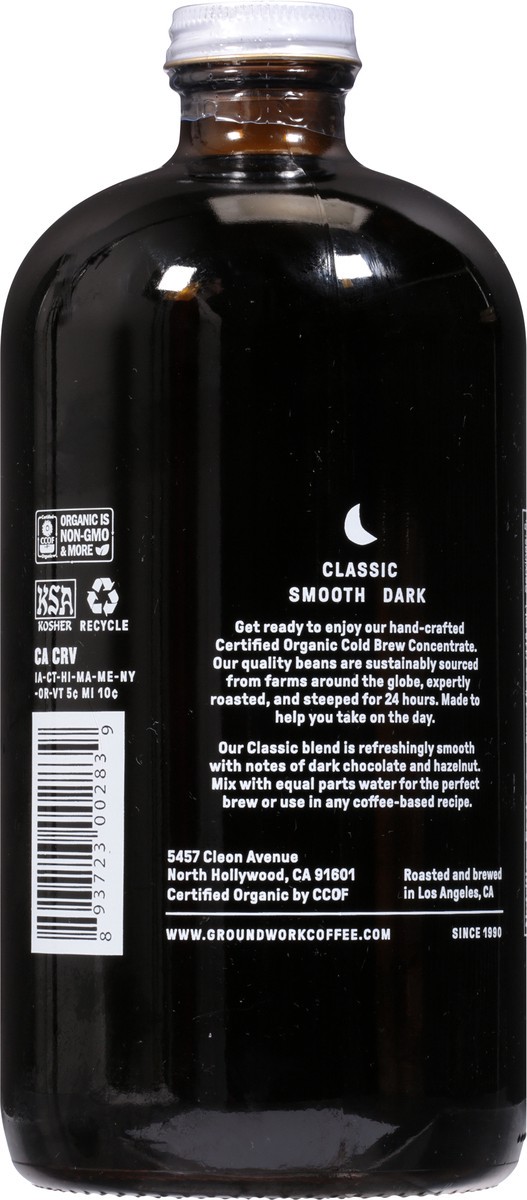 Certified
CCOF
Organic
ORGANIC IS
NON-GMO
& MORE
KSA
KOSHER
RECYCLE
CA CRV
IA-CT-HI-MA-ME-NY
-OR-VT 5¢ MI 10¢
8 93723 00283 9
CLASSIC
SMOOTH DARK
Get ready to enjoy our hand-crafted
Certified Organic Cold Brew Concentrate.
Our quality beans are sustainably sourced
from farms around the globe, expertly
roasted, and steeped for 24 hours. Made to
help you take on the day.
Our Classic blend is refreshingly smooth
with notes of dark chocolate and hazelnut.
Mix with equal parts water for the perfect
brew or use in any coffee-based recipe.
5457 Cleon Avenue
North Hollywood, CA 91601
Certified Organic by CCOF
Roasted and brewed
in Los Angeles, CA
WWW.GROUNDWORKCOFFEE.COM
SINCE 1990